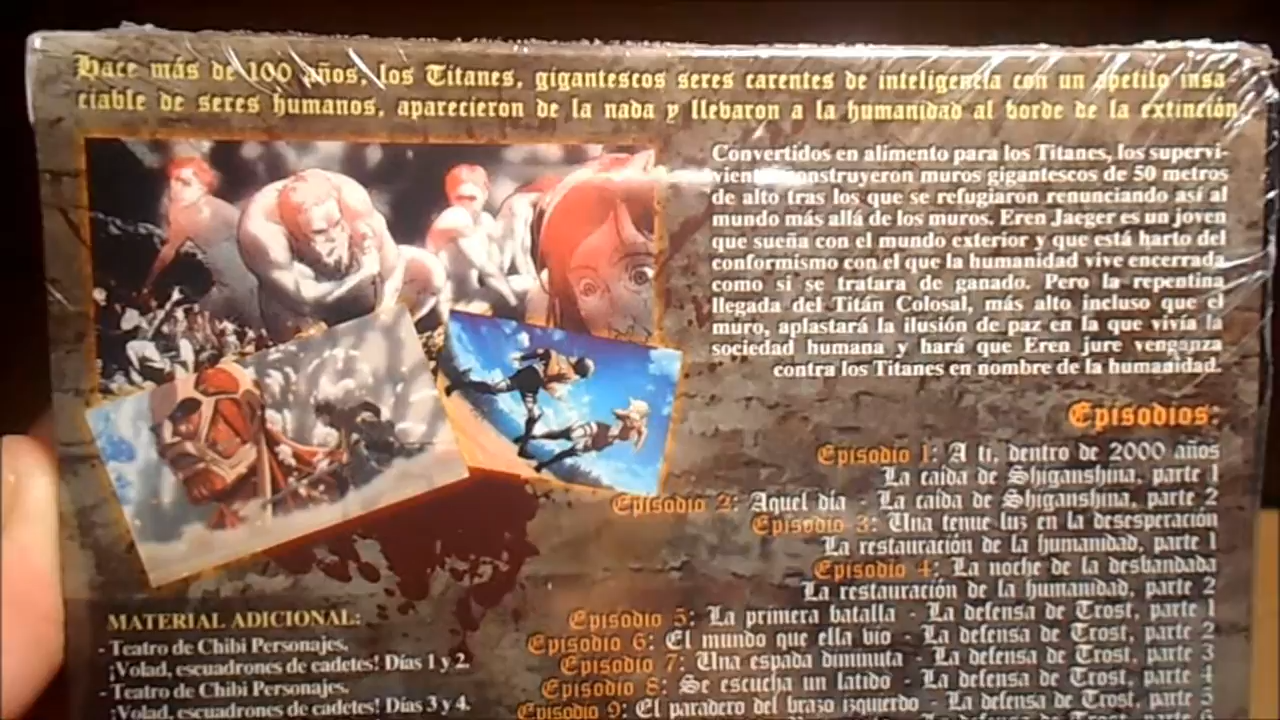 Hace más de 100 años, los Titanes, gigantescos seres carentes de inteligencia con un apetito insa
ciable de seres humanos, aparecieron de la nada y llevaron a la humanidad al borde de la extinción
Convertidos en alimento para los Titanes, los supervi-
vientes construyeron muros gigantescos de 50 metros
de alto tras los que se refugiaron renunciando así al
mundo más allá de los muros. Eren Jaeger es un joven
que sueña con el mundo exterior y que está harto del
conformismo con el que la humanidad vive encerrada
como si se tratara de ganado. Pero la repentina
llegada del Titán Colosal, más alto incluso que el
muro, aplastará la ilusión de paz en la que vivía la
sociedad humana y hará que Eren jure venganza
contra los Titanes en nombre de la humanidad.
Episodios:
Episodio 1: A ti, dentro de 2000 años
La caída de Shiganshina, parte 1
Episodio 2: Aquel día - La caída de Shiganshina, parte 2
Episodio 3: Una tenue luz en la desesperación
La restauración de la humanidad, parte 1
Episodio 4: La noche de la desbandada
La restauración de la humanidad, parte 2
Episodio 5: La primera batalla - La defensa de Trost, parte 1
Episodio 6: El mundo que ella vio - La defensa de Trost, parte 2
Episodio 7: Una espada diminuta - La defensa de Trost, parte 3
Episodio 8: Se escucha un latido - La defensa de Trost, parte 4
Episodio 9: El paradero del brazo izquierdo - La defensa de Trost, parte 5
MATERIAL ADICIONAL:
- Teatro de Chibi Personajes.
¡Volad, escuadrones de cadetes! Días 1 y 2.
- Teatro de Chibi Personajes.
¡Volad, escuadrones de cadetes! Días 3 y 4.